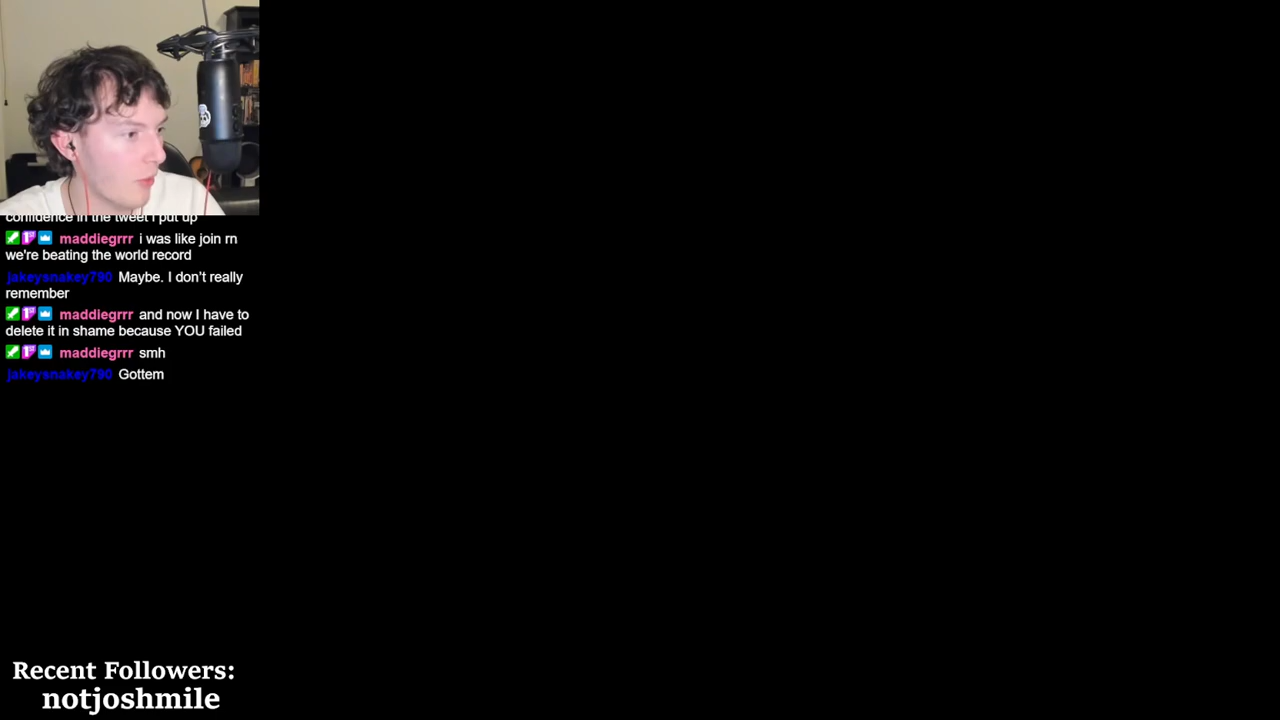 confidence in the tweet i put up
maddiegrrr i was like join rn
we're beating the world record
jakeysnakey790 Maybe. I don't really
remember
maddiegrrr and now I have to
delete it in shame because YOU failed
maddiegrrr smh
jakeysnakey790 Gottem
Recent Followers:
notjoshmile